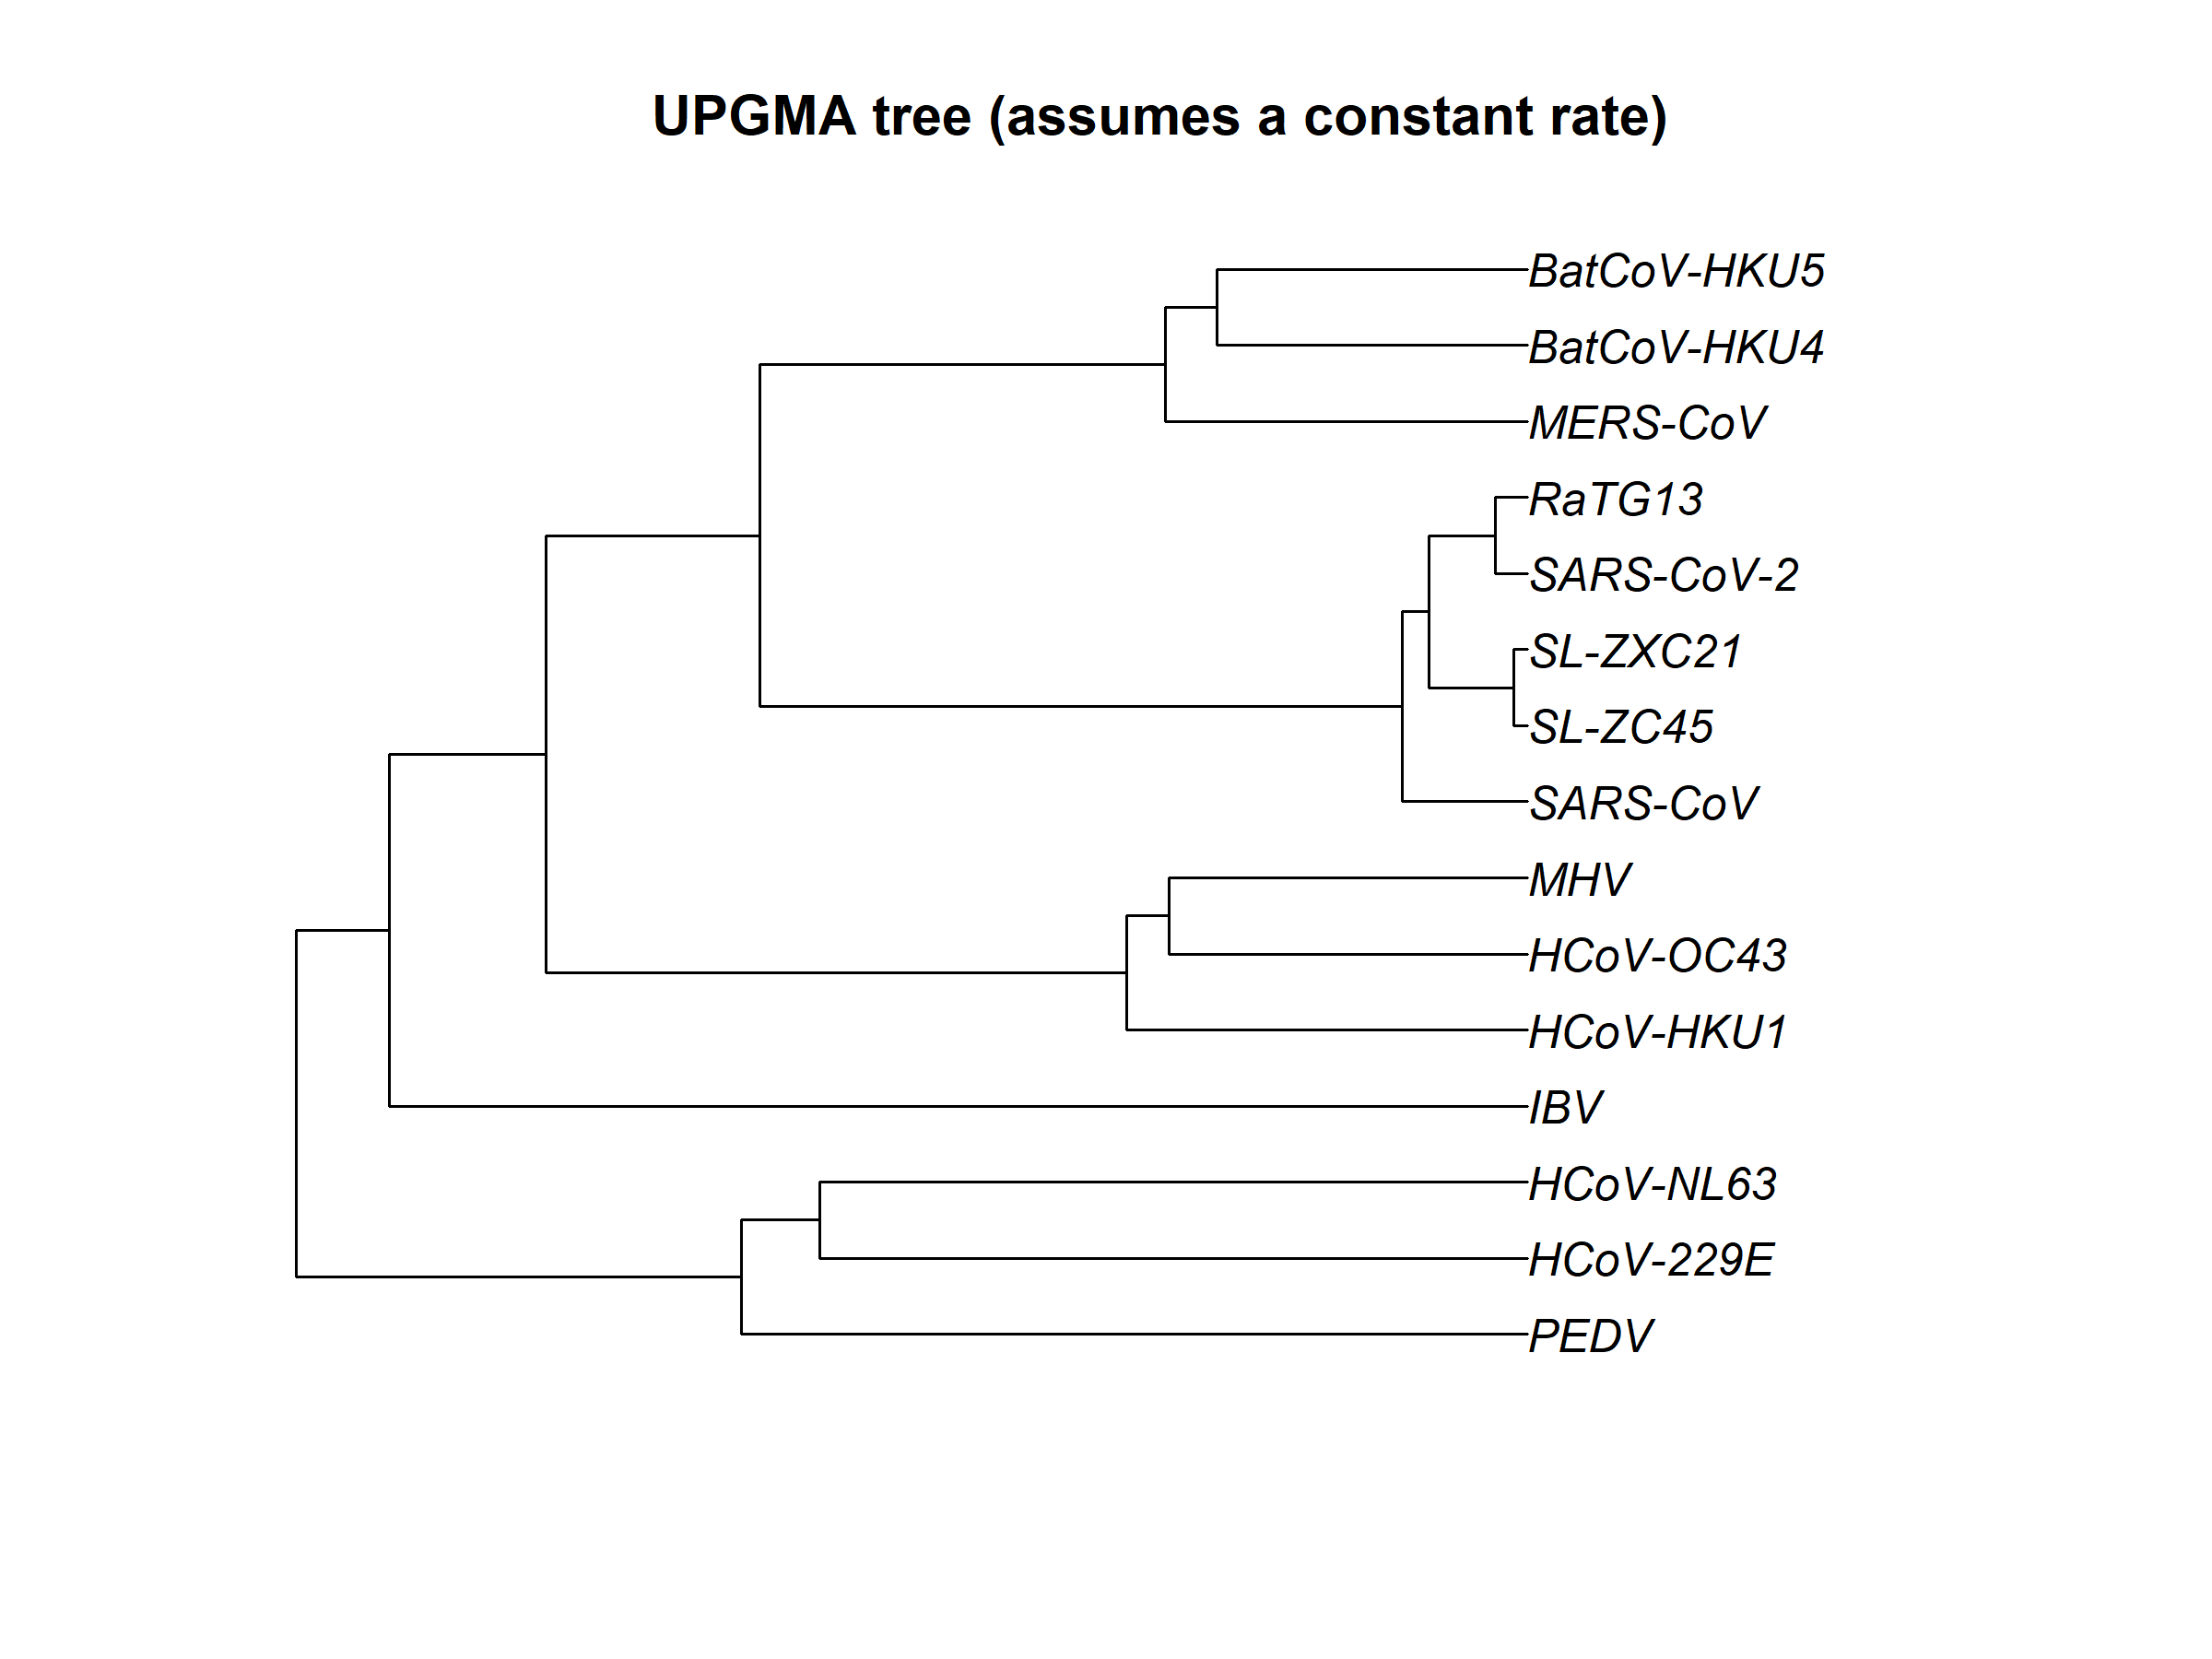 UPGMA tree (assumes a constant rate)
BatCoV-HKU5
BatCoV-HKU4
MERS-CoV
RaTG13
SARS-CoV-2
SL-ZXC21
SL-ZC45
SARS-CoV
MHV
HCoV-OC43
HCoV-HKU1
IBV
HCoV-NL63
HCoV-229E
PEDV